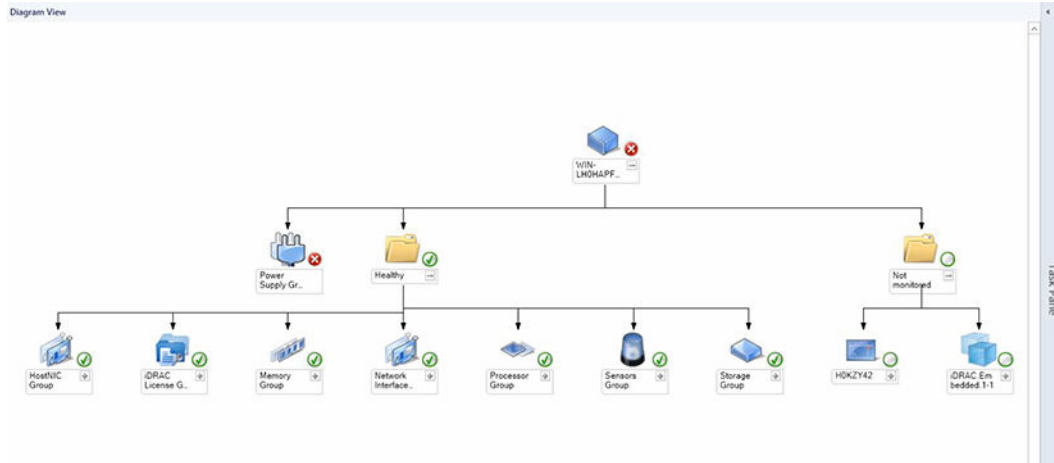 Diagram View
WIN-
LH0HAPF...
Power
Supply Gr...
Healthy
Not
monitored
HostNIC
Group
iDRAC
License G...
Memory
Group
Network
Interface...
Processor
Group
Sensors
Group
Storage
Group
H0KZY42
iDRAC.Em
bedded.1-1
Task Pane